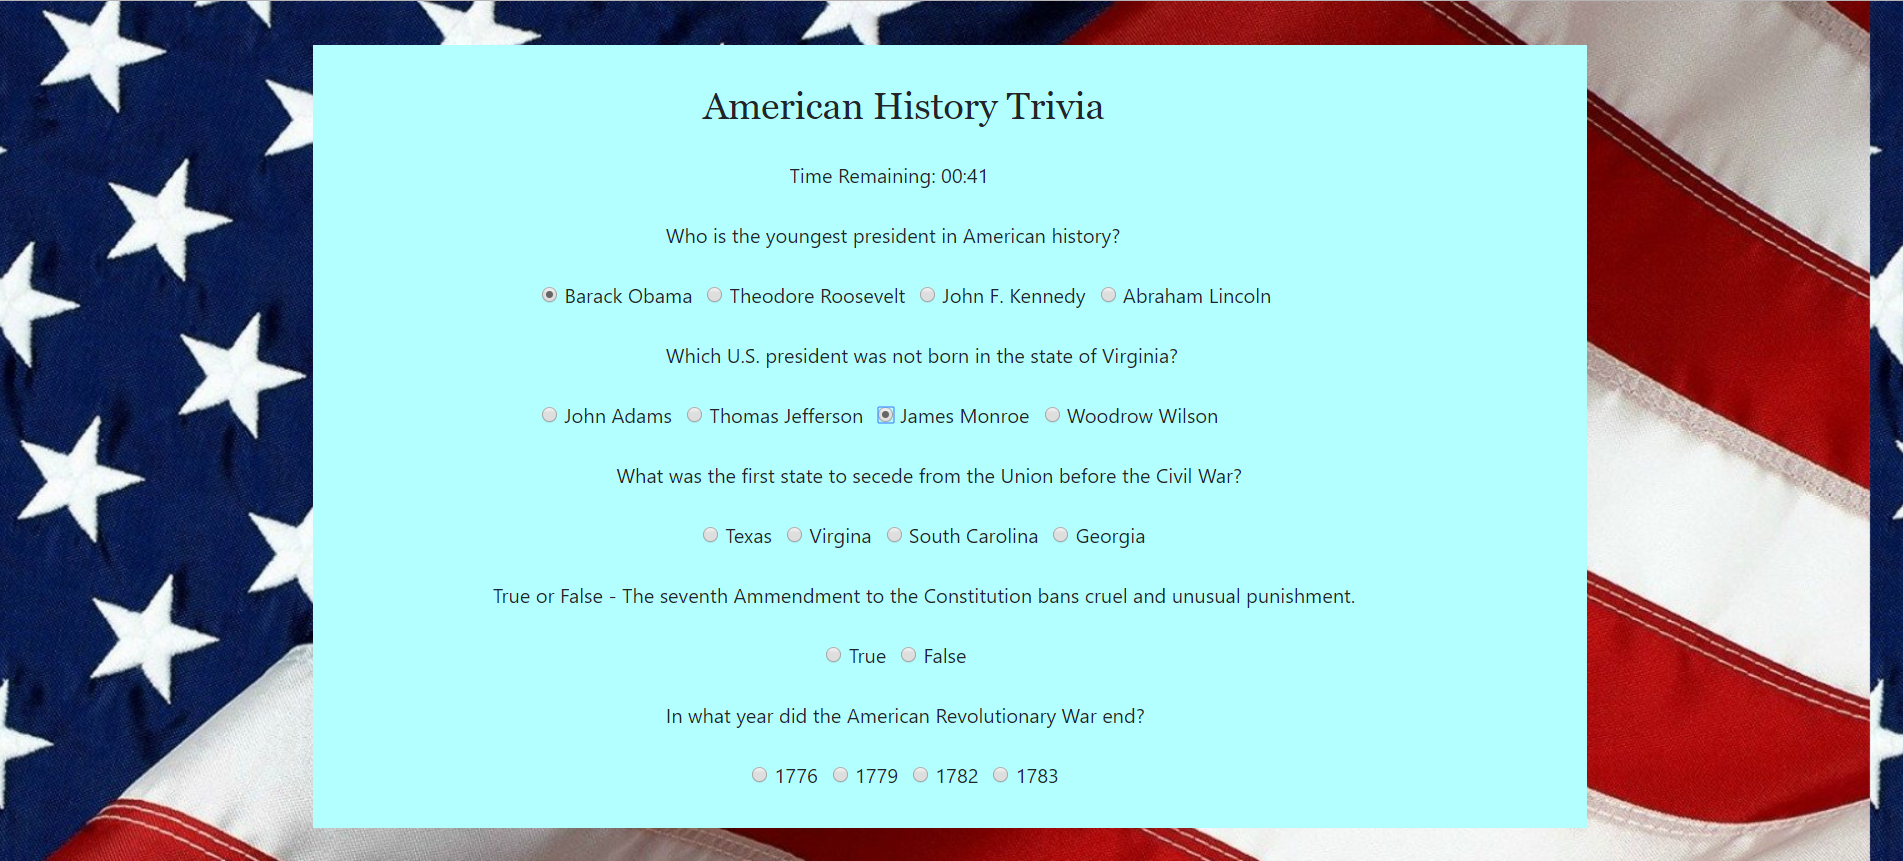 American History Trivia
Time Remaining: 00:41
Who is the youngest president in American history?
Barack Obama Theodore Roosevelt John F. Kennedy Abraham Lincoln
Which U.S. president was not born in the state of Virginia?
John Adams Thomas Jefferson James Monroe Woodrow Wilson
What was the first state to secede from the Union before the Civil War?
Texas Virgina South Carolina Georgia
True or False - The seventh Ammendment to the Constitution bans cruel and unusual punishment.
True False
In what year did the American Revolutionary War end?
1776 1779 1782 1783